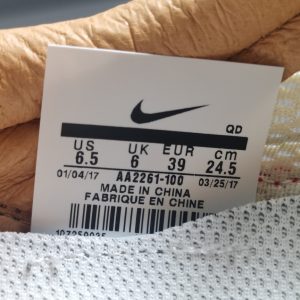 QD
US UK EUR cm
6.5 6 39 24.5
01/04/17 AA2261-100 03/25/17
MADE IN CHINA
FABRIQUE EN CHINE